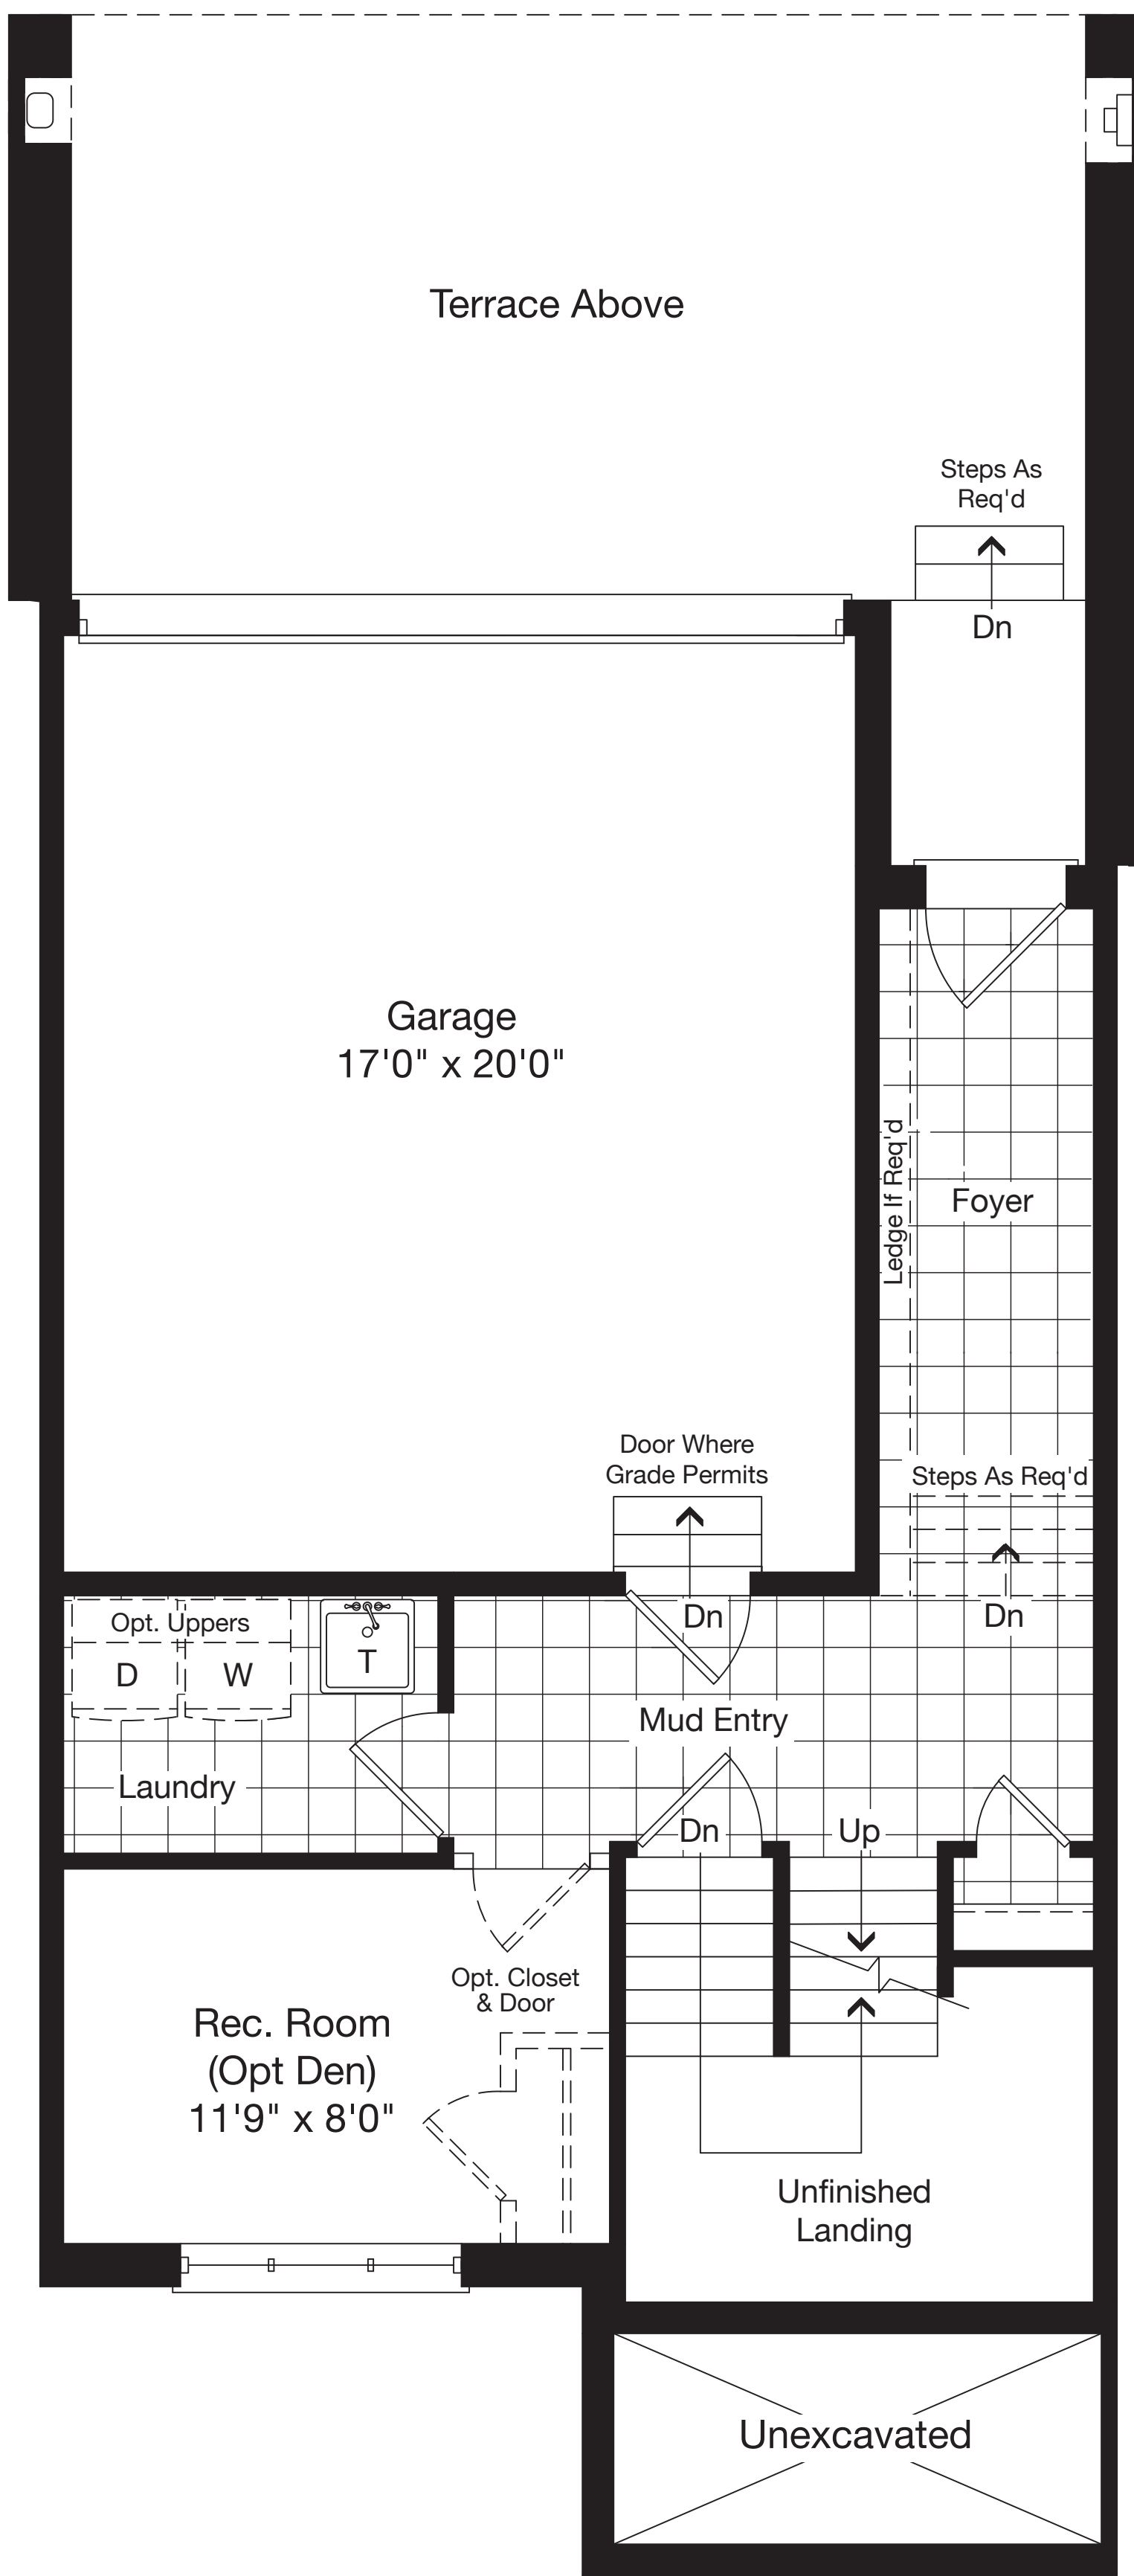 Terrace Above
Steps As
Req'd
Dn
Garage
17'0" x 20'0"
Ledge If Req'd
Foyer
Door Where
Grade Permits
Steps As Req'd
Dn
Dn
Opt. Uppers
D
W
T
Mud Entry
Laundry
Dn
Up
Opt. Closet
& Door
Rec. Room
(Opt Den)
11'9" x 8'0"
Unfinished
Landing
Unexcavated